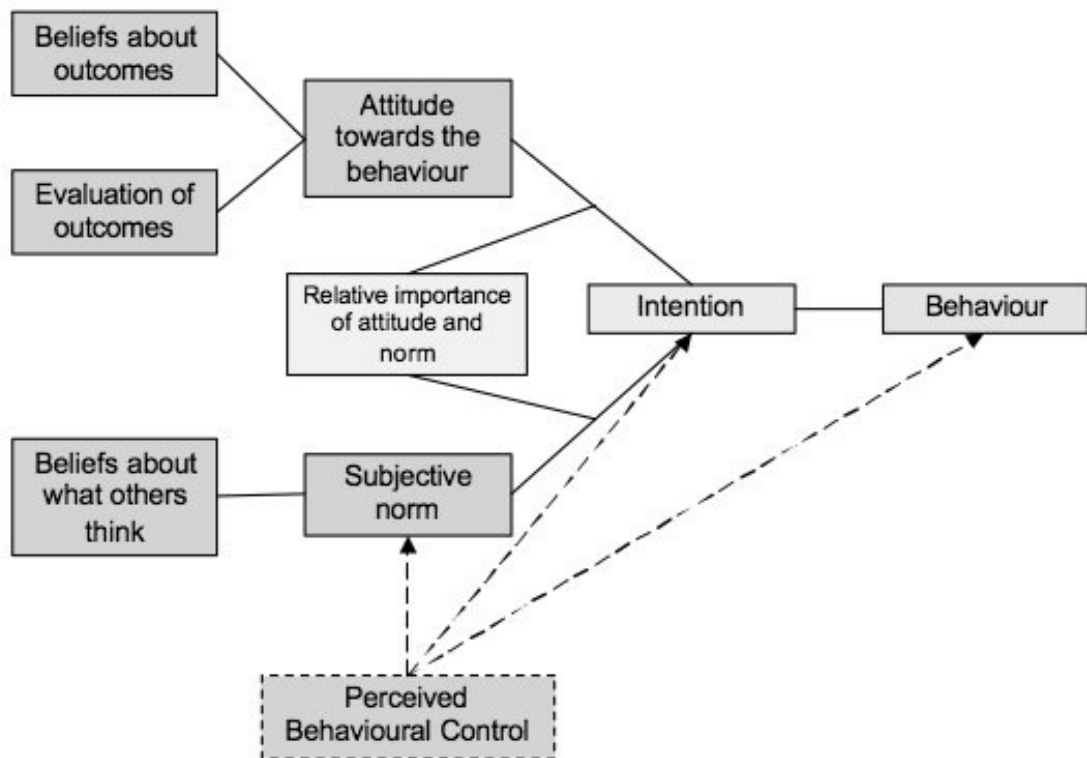 Beliefs about
outcomes
Attitude
towards the
behaviour
Evaluation of
outcomes
Relative importance
of attitude and
norm
Intention
Behaviour
Beliefs about
what others
think
Subjective
norm
Perceived
Behavioural Control